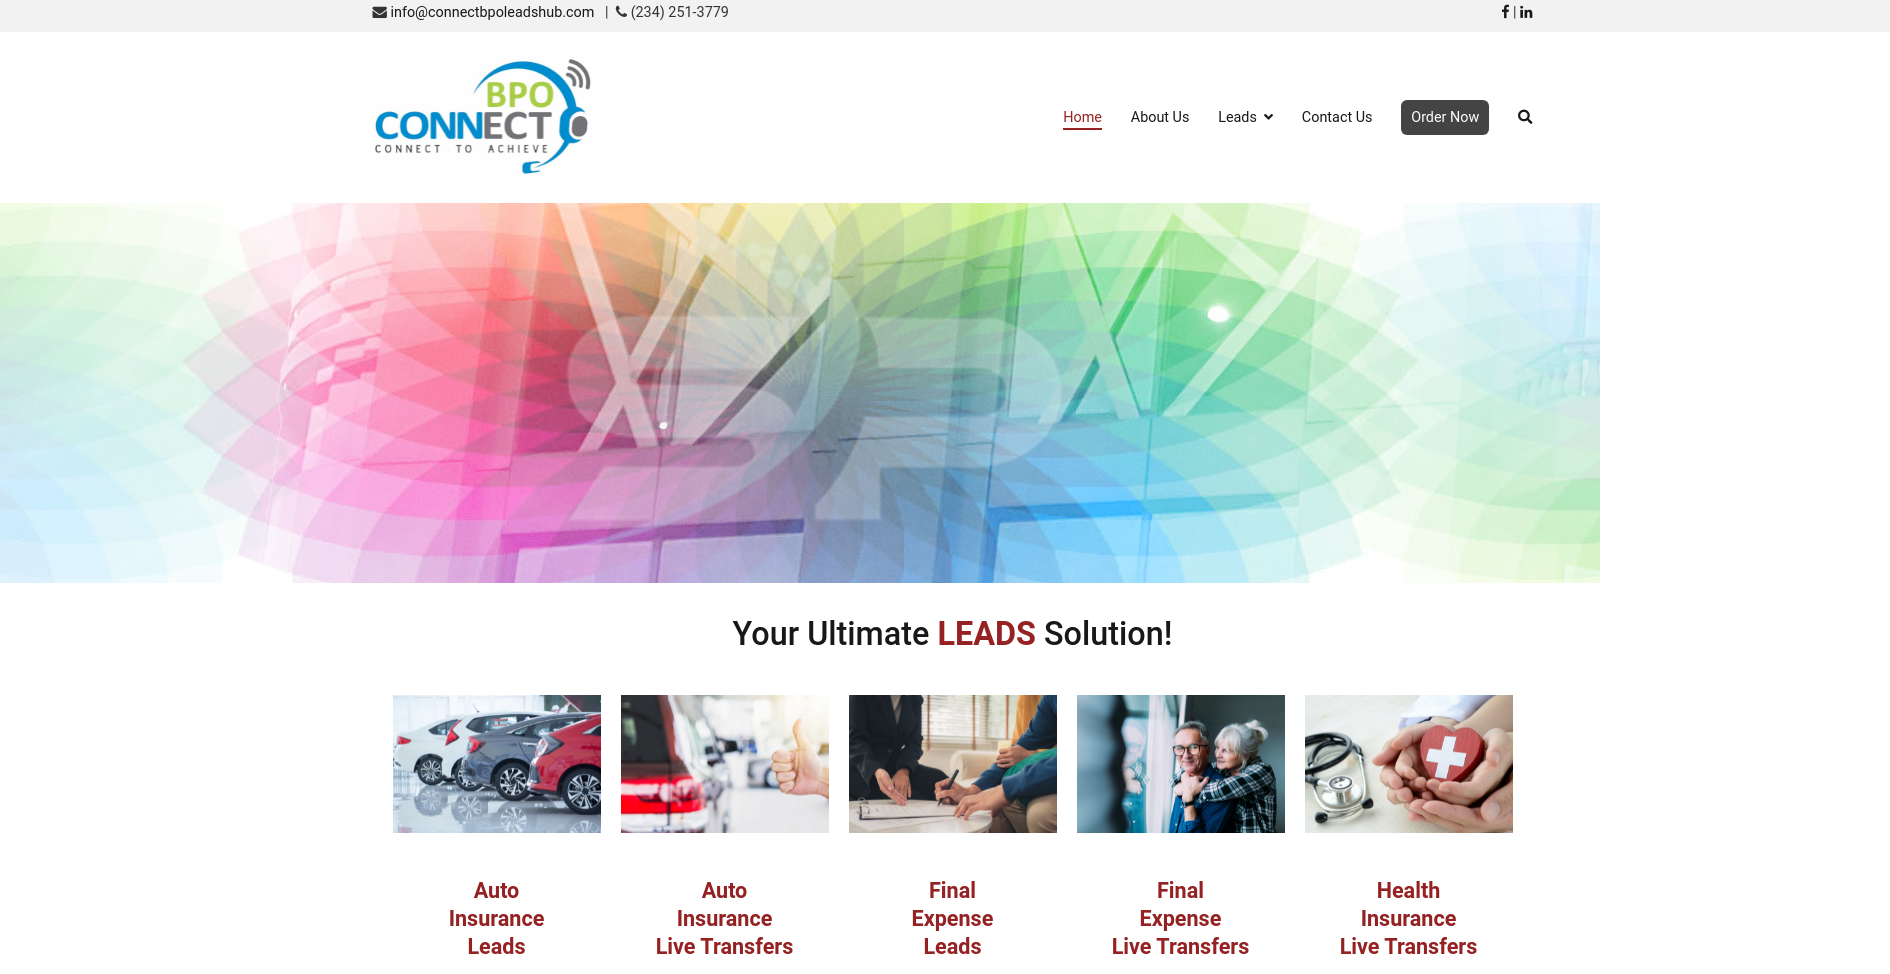 info@connectbpoleadshub.com | (234) 251-3779
f | in
BPO
CONNECT
CONNECT TO ACHIEVE
Home About Us Leads Contact Us Order Now
Your Ultimate LEADS Solution!
Auto
Insurance
Leads
Auto
Insurance
Live Transfers
Final
Expense
Leads
Final
Expense
Live Transfers
Health
Insurance
Live Transfers